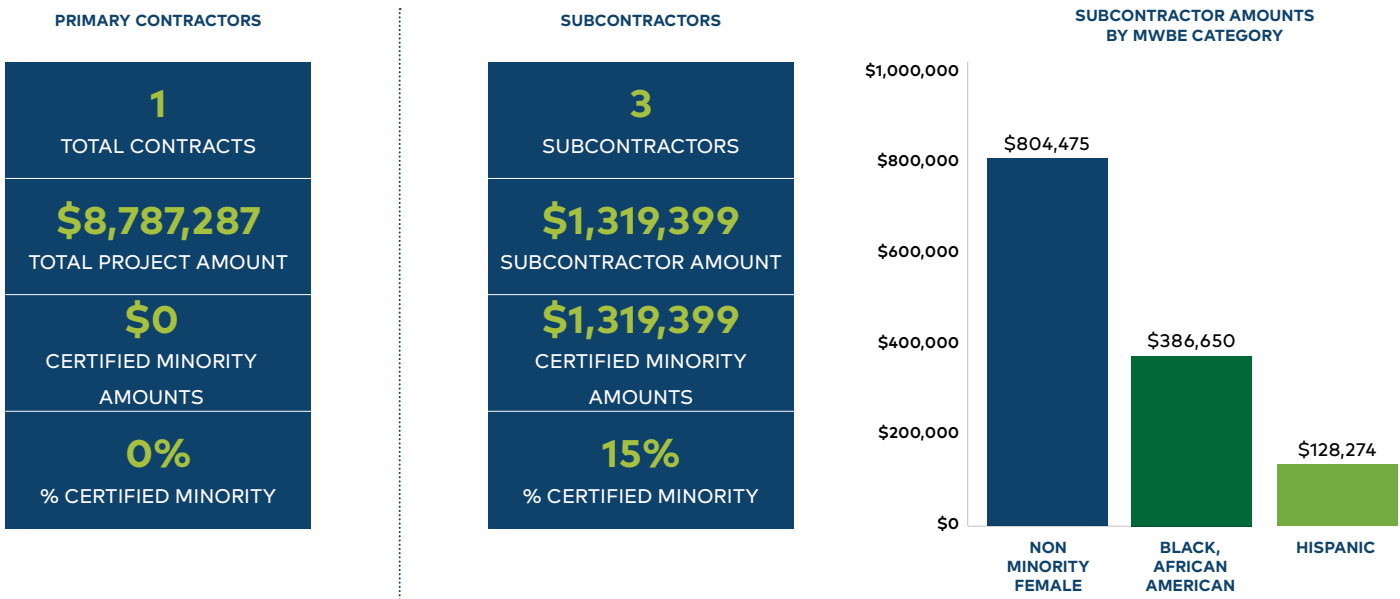 PRIMARY CONTRACTORS
1
TOTAL CONTRACTS
$8,787,287
TOTAL PROJECT AMOUNT
$0
CERTIFIED MINORITY
AMOUNTS
0%
% CERTIFIED MINORITY
SUBCONTRACTORS
3
SUBCONTRACTORS
$1,319,399
SUBCONTRACTOR AMOUNT
$1,319,399
CERTIFIED MINORITY
AMOUNTS
15%
% CERTIFIED MINORITY
SUBCONTRACTOR AMOUNTS
BY MWBE CATEGORY
$1,000,000
$800,000
$600,000
$400,000
$200,000
$0
$804,475
$386,650
$128,274
NON
MINORITY
FEMALE
BLACK,
AFRICAN
AMERICAN
HISPANIC